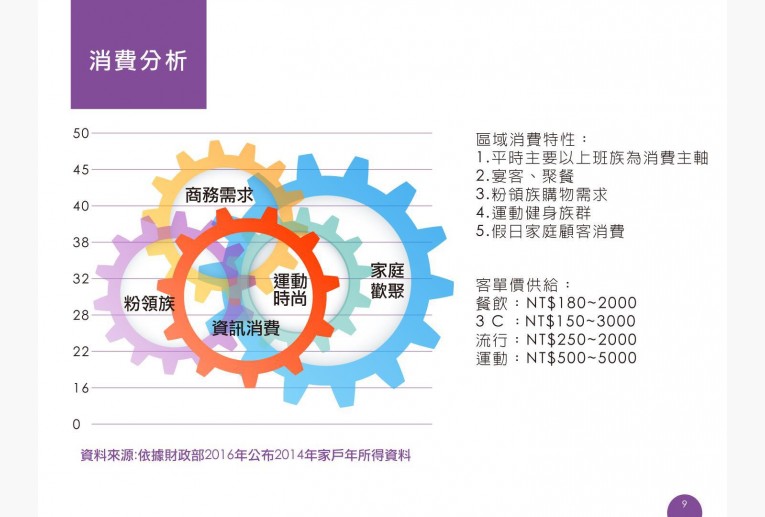 消費分析
50
45
40
38
32
28
22
16
0
商務需求
粉領族
運動
時尚
資訊消費
家庭
歡聚
區域消費特性：
1.平時主要以上班族為消費主軸
2.宴客、聚餐
3.粉領族購物需求
4.運動健身族群
5.假日家庭顧客消費
客單價供給：
餐飲：NT$180~2000
3 C ：NT$150~3000
流行：NT$250~2000
運動：NT$500~5000
資料來源:依據財政部2016年公布2014年家戶年所得資料
9